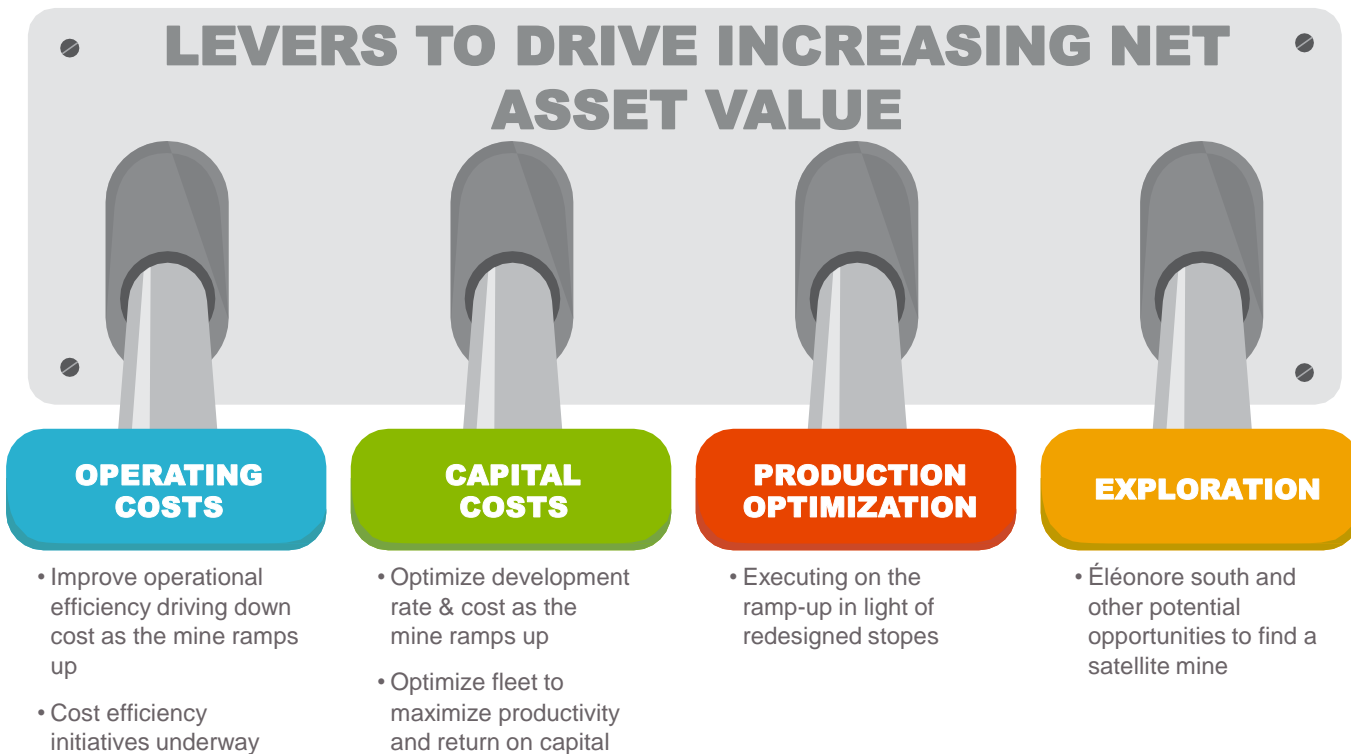 LEVERS TO DRIVE INCREASING NET
ASSET VALUE
OPERATING
COSTS
• Improve operational
efficiency driving down
cost as the mine ramps
up
• Cost efficiency
initiatives underway
CAPITAL
COSTS
• Optimize development
rate & cost as the
mine ramps up
• Optimize fleet to
maximize productivity
and return on capital
PRODUCTION
OPTIMIZATION
• Executing on the
ramp-up in light of
redesigned stopes
EXPLORATION
• Éléonore south and
other potential
opportunities to find a
satellite mine